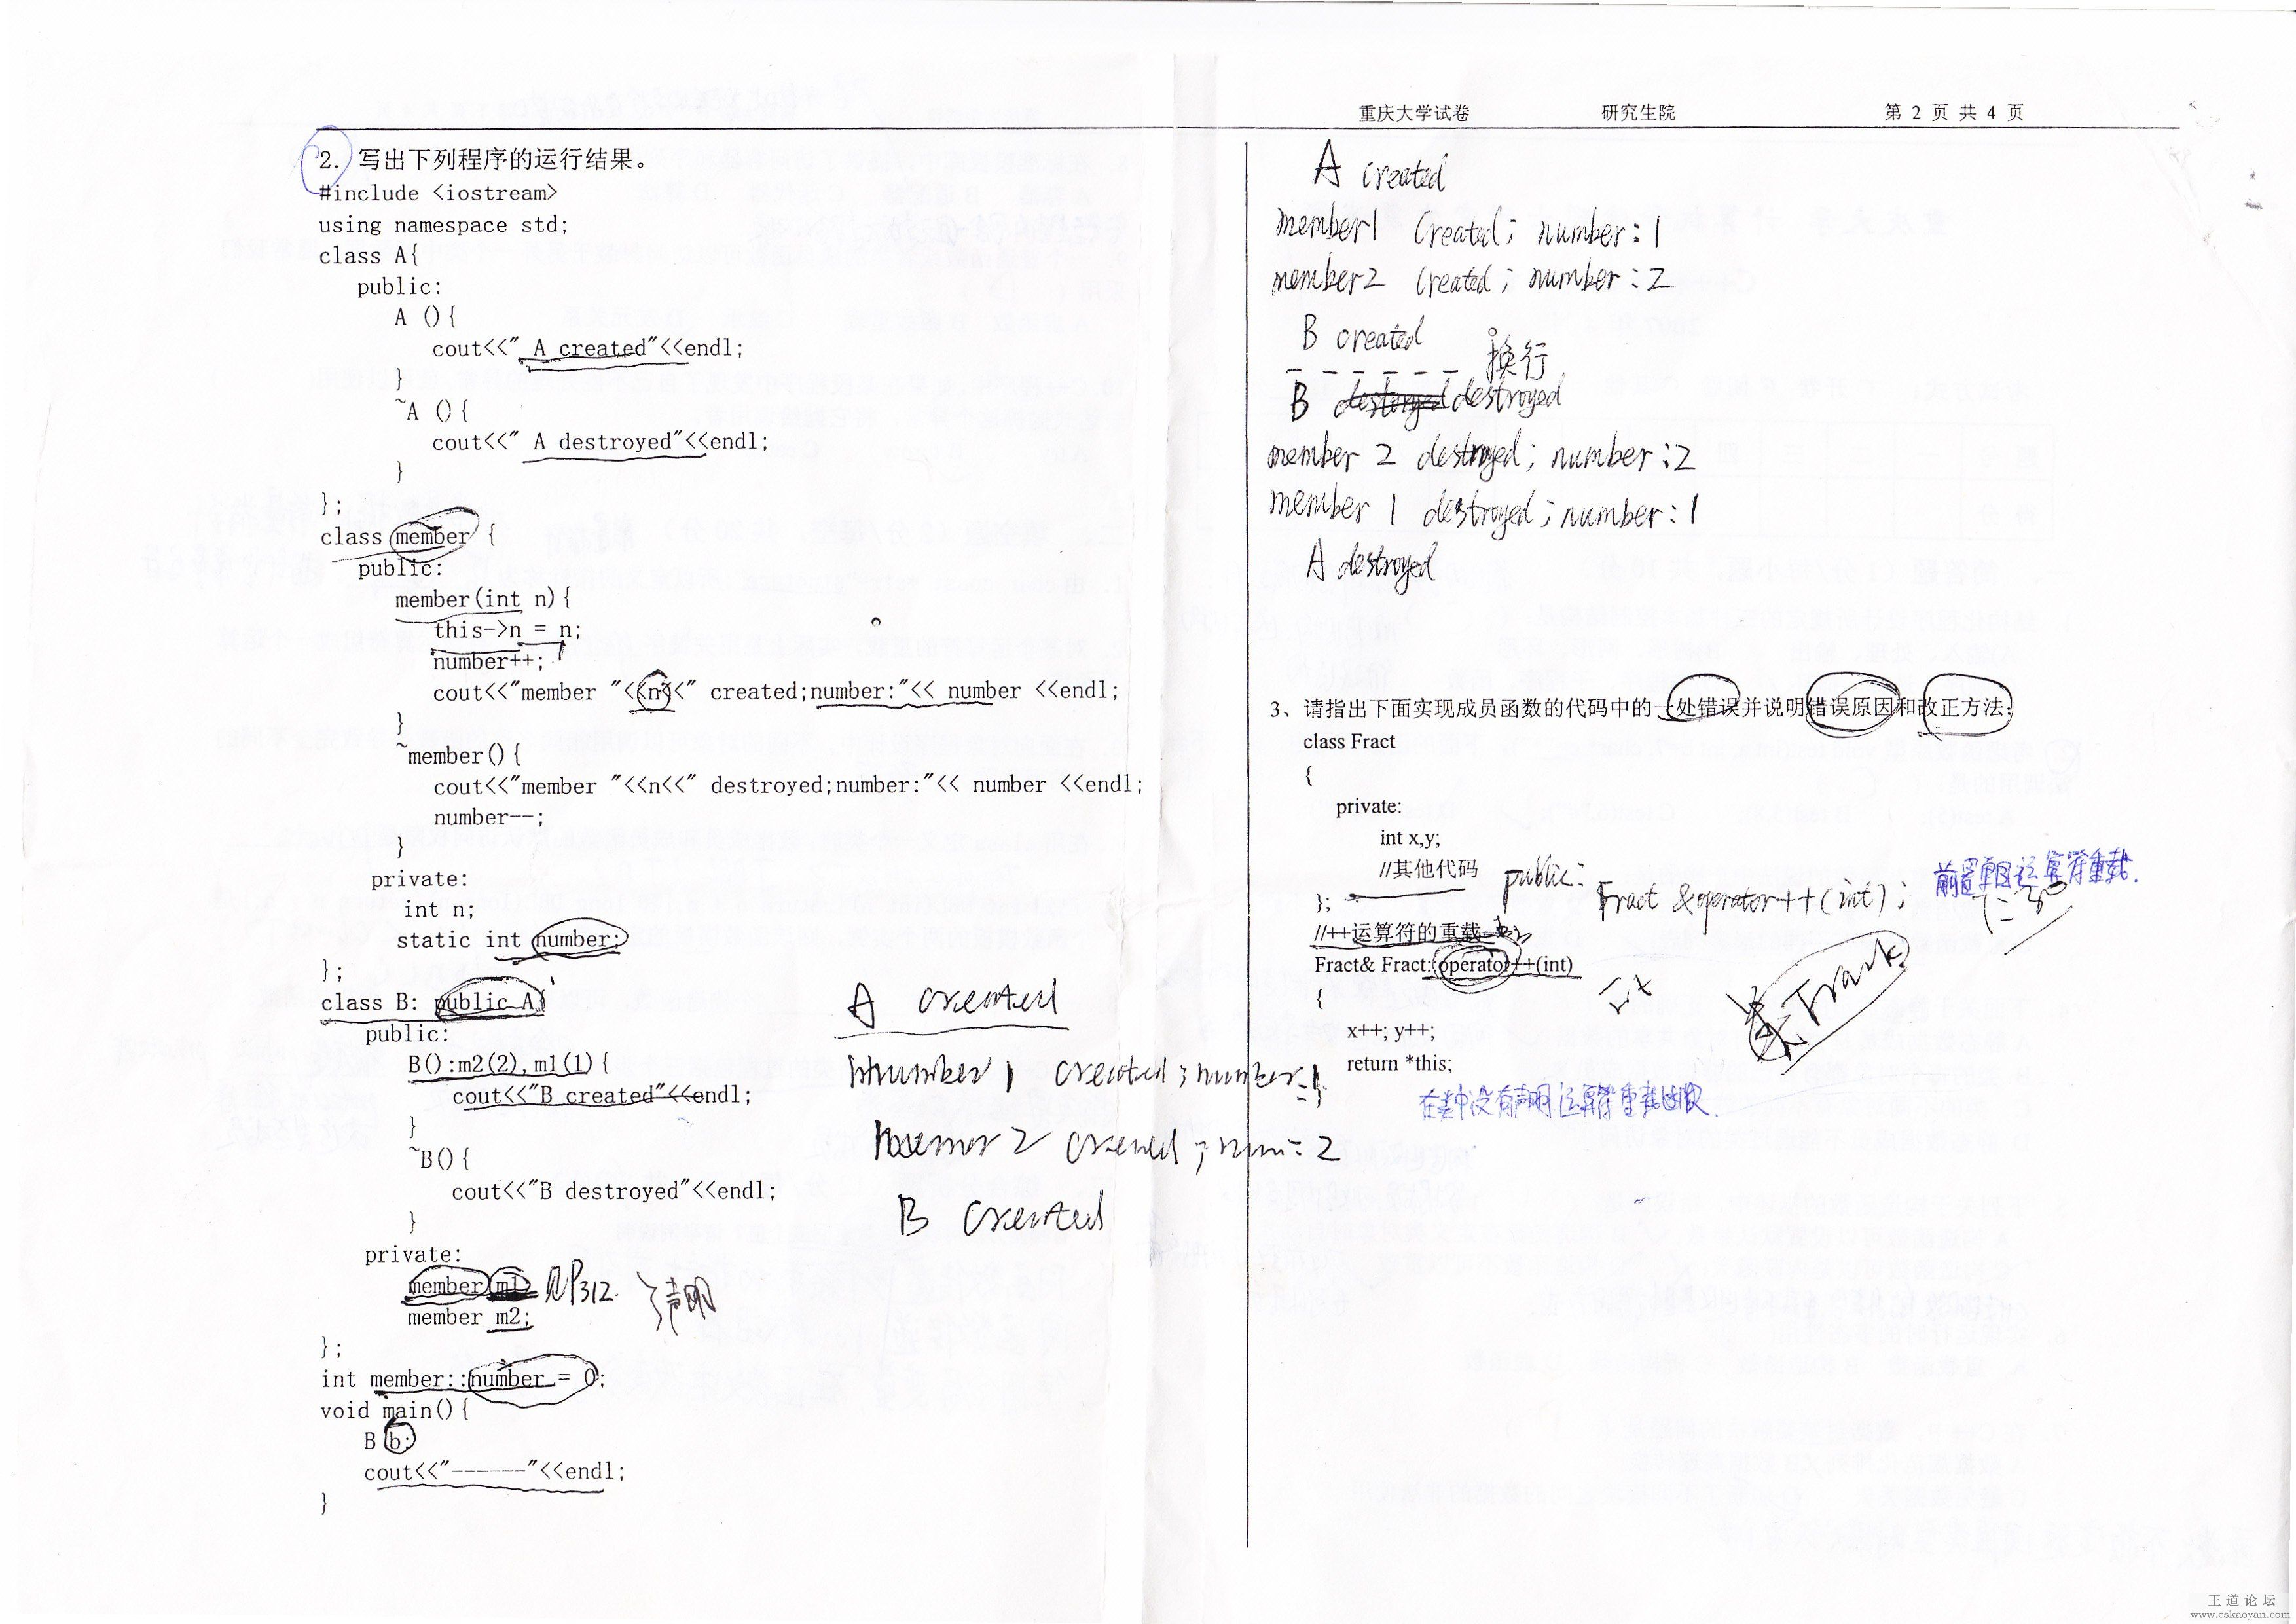 重庆大学试卷 研究生院 第 2 页 共 4 页
2. 写出下列程序的运行结果。
#include <iostream>
using namespace std;
class A{
public:
A (){
cout<<" A created"<<endl;
}
~A (){
cout<<" A destroyed"<<endl;
}
};
class member {
public:
member(int n){
this->n = n;
number++;
cout<<"member "<<n<<" created;number:"<< number <<endl;
}
~member(){
cout<<"member "<<n<<" destroyed;number:"<< number <<endl;
number--;
}
private:
int n;
static int number;
};
class B: public A{
public:
B():m2(2),m1(1){
cout<<"B created"<<endl;
}
~B(){
cout<<"B destroyed"<<endl;
}
private:
member m1; 见P312.
member m2; 声明
};
int member::number = 0;
void main(){
B b;
cout<<"------"<<endl;
}
A created
1 created; number=1
2 created; num=2
B created
A created
member1 created; number:1
member2 created; number:2
B created
------ 换行
B destroyed
member 2 destroyed; number:2
member 1 destroyed; number:1
A destroyed
3、请指出下面实现成员函数的代码中的一处错误并说明错误原因和改正方法:
class Fract
{
private:
int x,y;
//其他代码 public:
}; Fract &operator++(int); 前置单目运算符重载.
//++运算符的重载
Fract& Fract::operator++(int)
{
x++; y++;
return *this;
}
在类中没有声明运算符重载函数.
王道论坛
www.cskaoyan.com